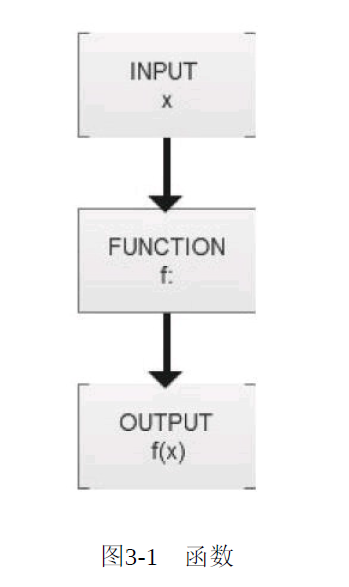 INPUT
x
FUNCTION
f:
OUTPUT
f(x)
图3-1 函数